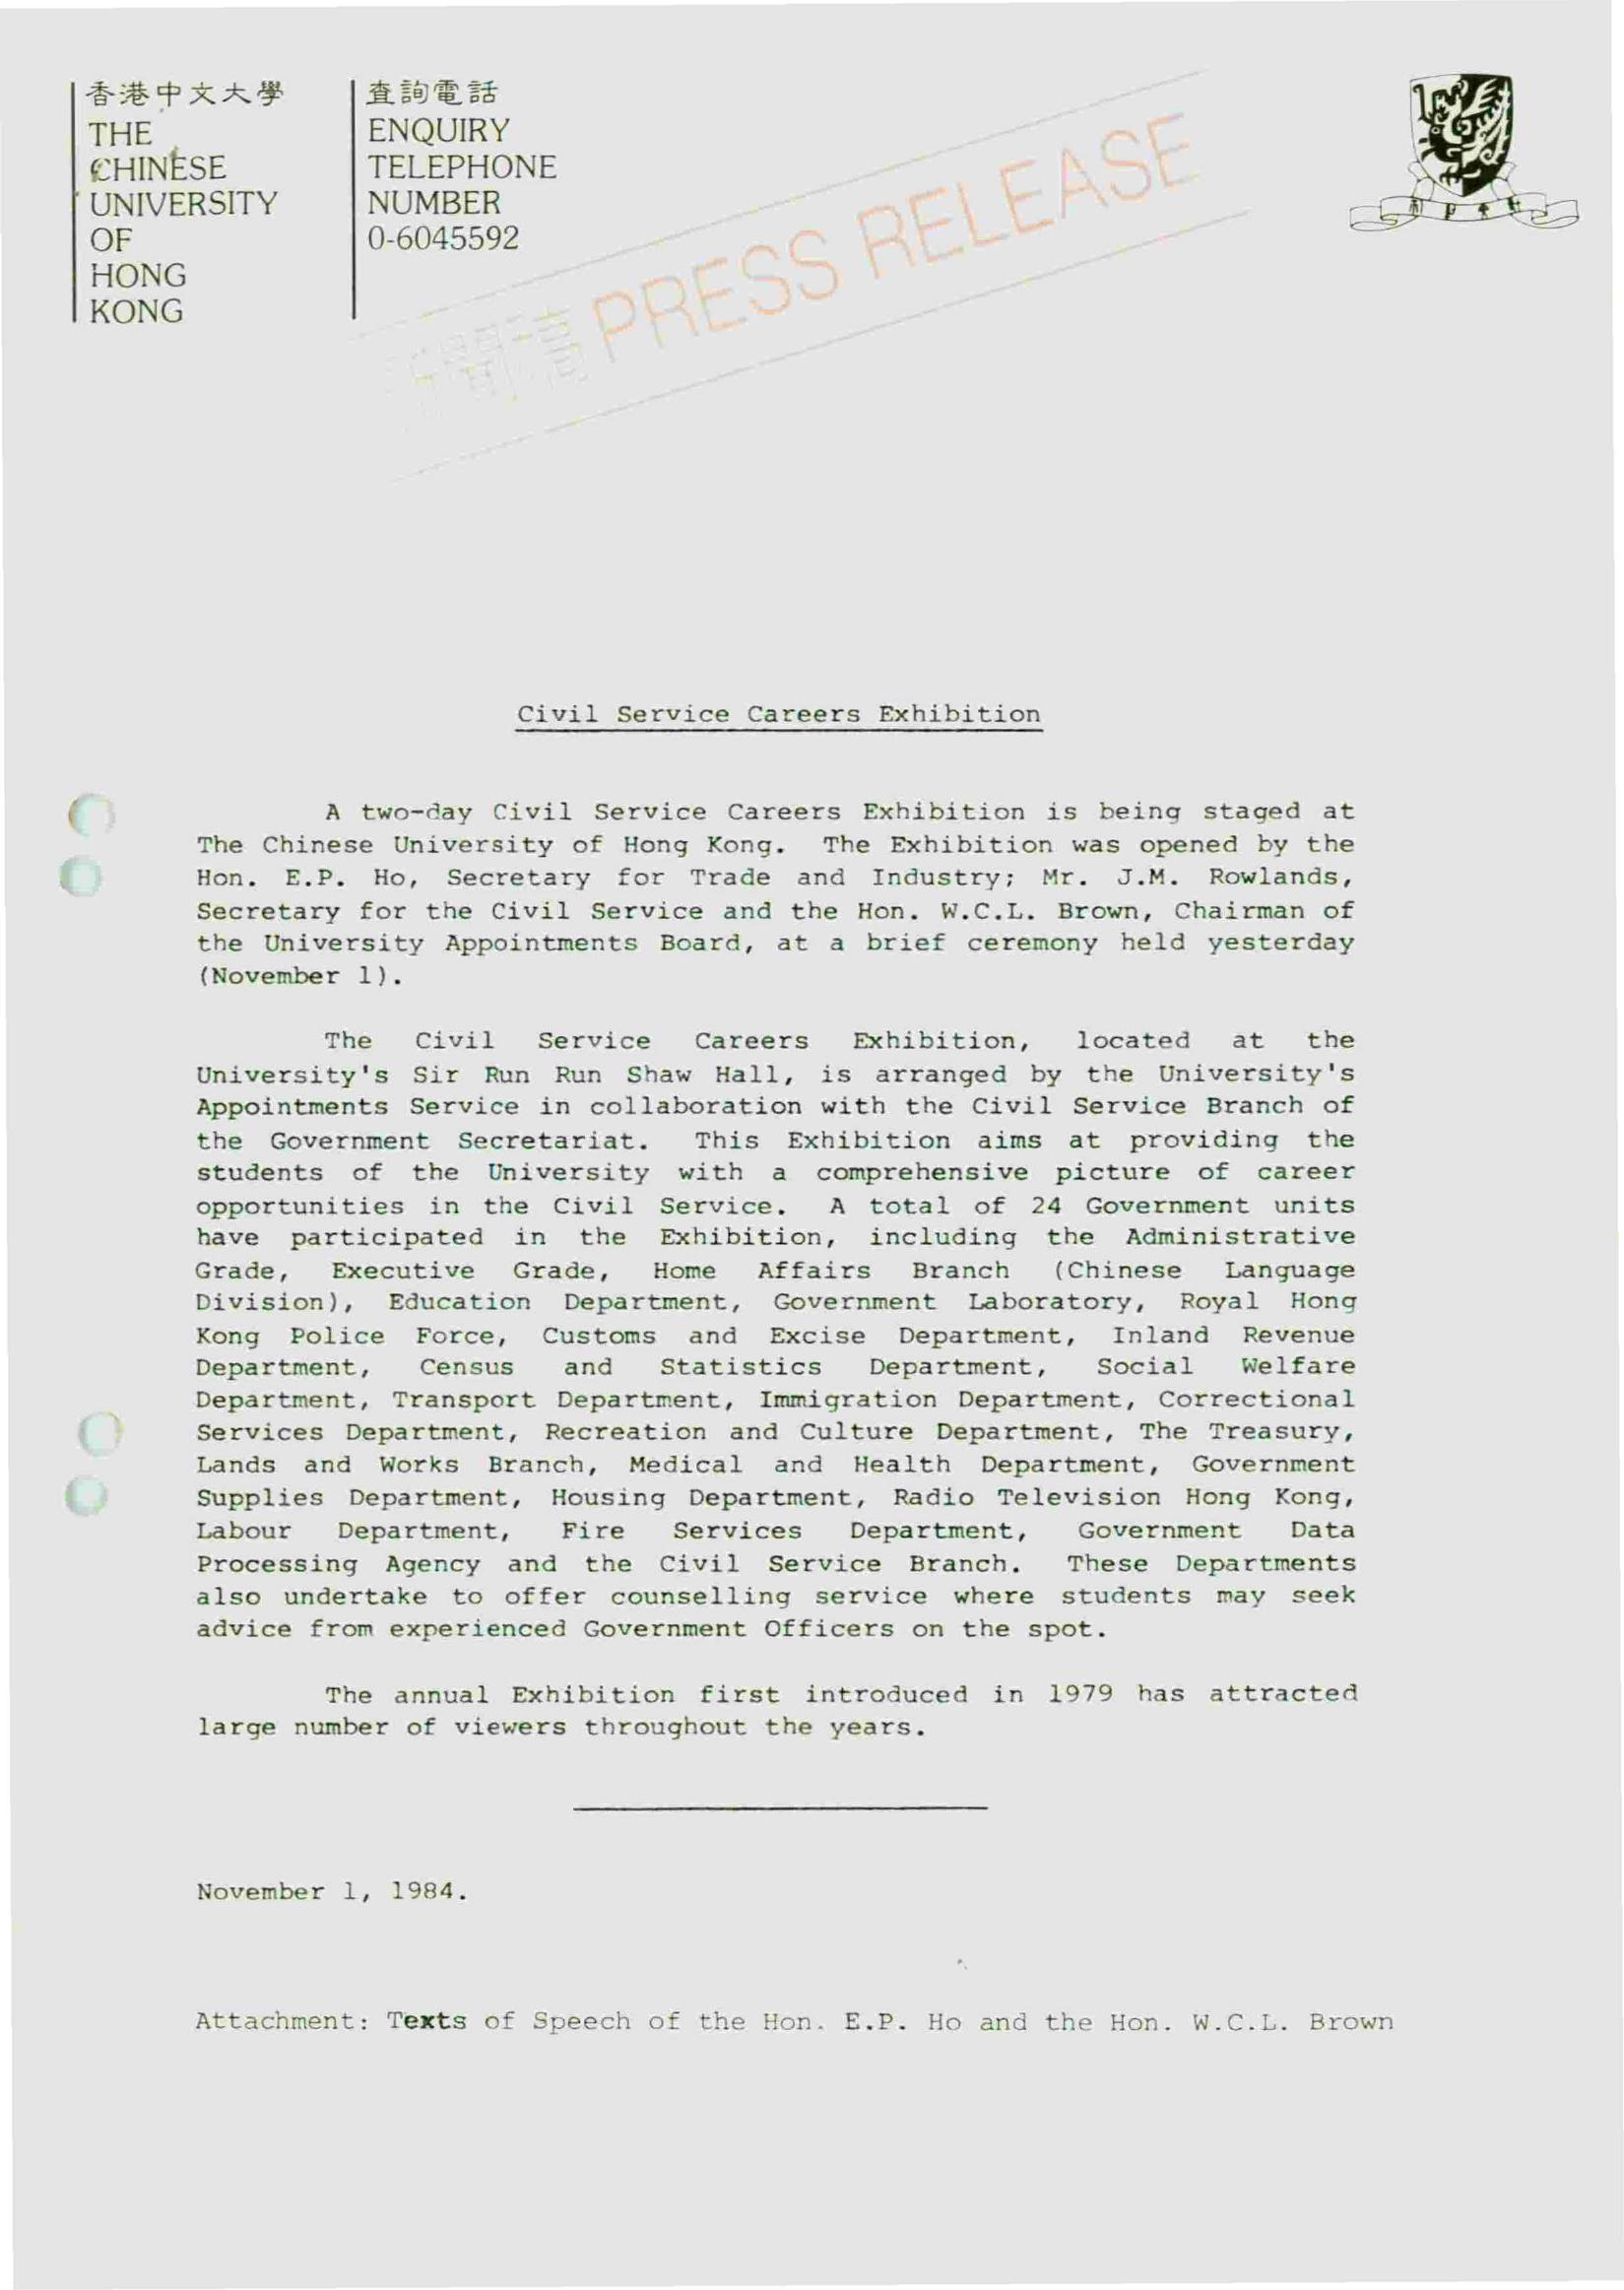 香港中文大學
THE
CHINESE
UNIVERSITY
OF
HONG
KONG
查詢電話
ENQUIRY
TELEPHONE
NUMBER
0-6045592
新聞稿 PRESS RELEASE
Civil Service Careers Exhibition
A two-day Civil Service Careers Exhibition is being staged at
The Chinese University of Hong Kong. The Exhibition was opened by the
Hon. E.P. Ho, Secretary for Trade and Industry; Mr. J.M. Rowlands,
Secretary for the Civil Service and the Hon. W.C.L. Brown, Chairman of
the University Appointments Board, at a brief ceremony held yesterday
(November 1).
The Civil Service Careers Exhibition, located at the
University's Sir Run Run Shaw Hall, is arranged by the University's
Appointments Service in collaboration with the Civil Service Branch of
the Government Secretariat. This Exhibition aims at providing the
students of the University with a comprehensive picture of career
opportunities in the Civil Service. A total of 24 Government units
have participated in the Exhibition, including the Administrative
Grade, Executive Grade, Home Affairs Branch (Chinese Language
Division), Education Department, Government Laboratory, Royal Hong
Kong Police Force, Customs and Excise Department, Inland Revenue
Department, Census and Statistics Department, Social Welfare
Department, Transport Department, Immigration Department, Correctional
Services Department, Recreation and Culture Department, The Treasury,
Lands and Works Branch, Medical and Health Department, Government
Supplies Department, Housing Department, Radio Television Hong Kong,
Labour Department, Fire Services Department, Government Data
Processing Agency and the Civil Service Branch. These Departments
also undertake to offer counselling service where students may seek
advice from experienced Government Officers on the spot.
The annual Exhibition first introduced in 1979 has attracted
large number of viewers throughout the years.
November 1, 1984.
Attachment: Texts of Speech of the Hon. E.P. Ho and the Hon. W.C.L. Brown